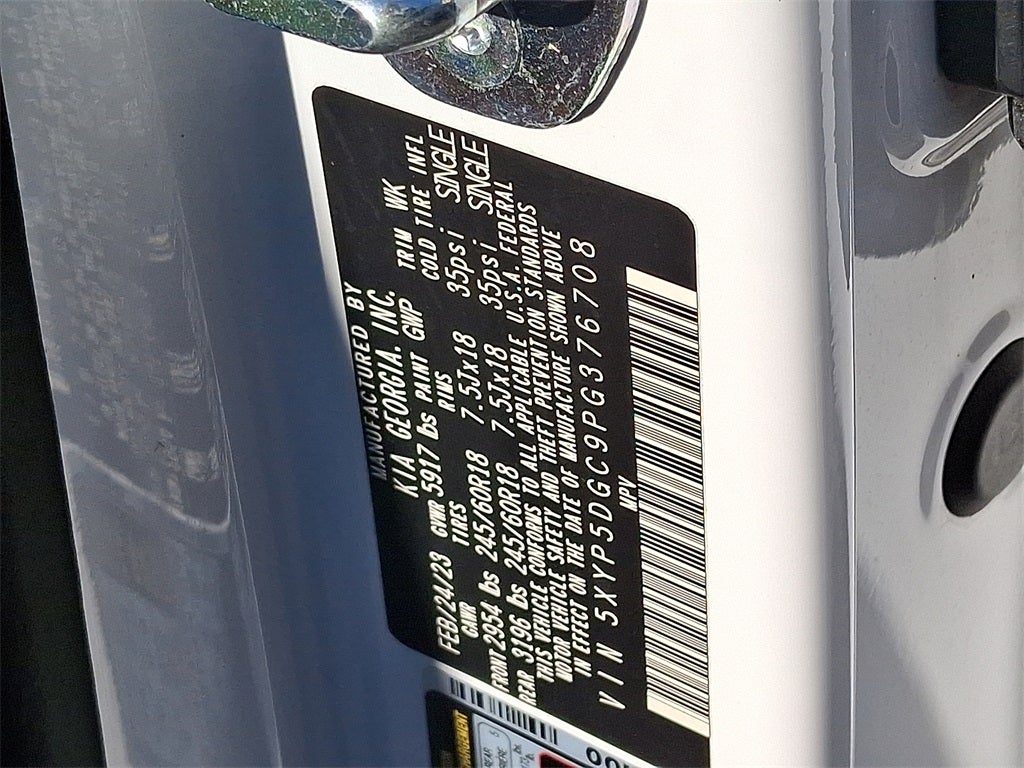 MANUFACTURED BY
KIA GEORGIA, INC.
FEB/24/23 GVWR 5917 lbs PAINT GWP TRIM WK
GAWR TIRES RIMS COLD TIRE INFL
FRONT 2954 lbs 245/60R18 7.5Jx18 35psi SINGLE
REAR 3196 lbs 245/60R18 7.5Jx18 35psi SINGLE
THIS VEHICLE CONFORMS TO ALL APPLICABLE U.S.A. FEDERAL
MOTOR VEHICLE SAFETY AND THEFT PREVENTION STANDARDS
IN EFFECT ON THE DATE OF MANUFACTURE SHOWN ABOVE
VIN 5XYP5DGC9PG376708
MPV